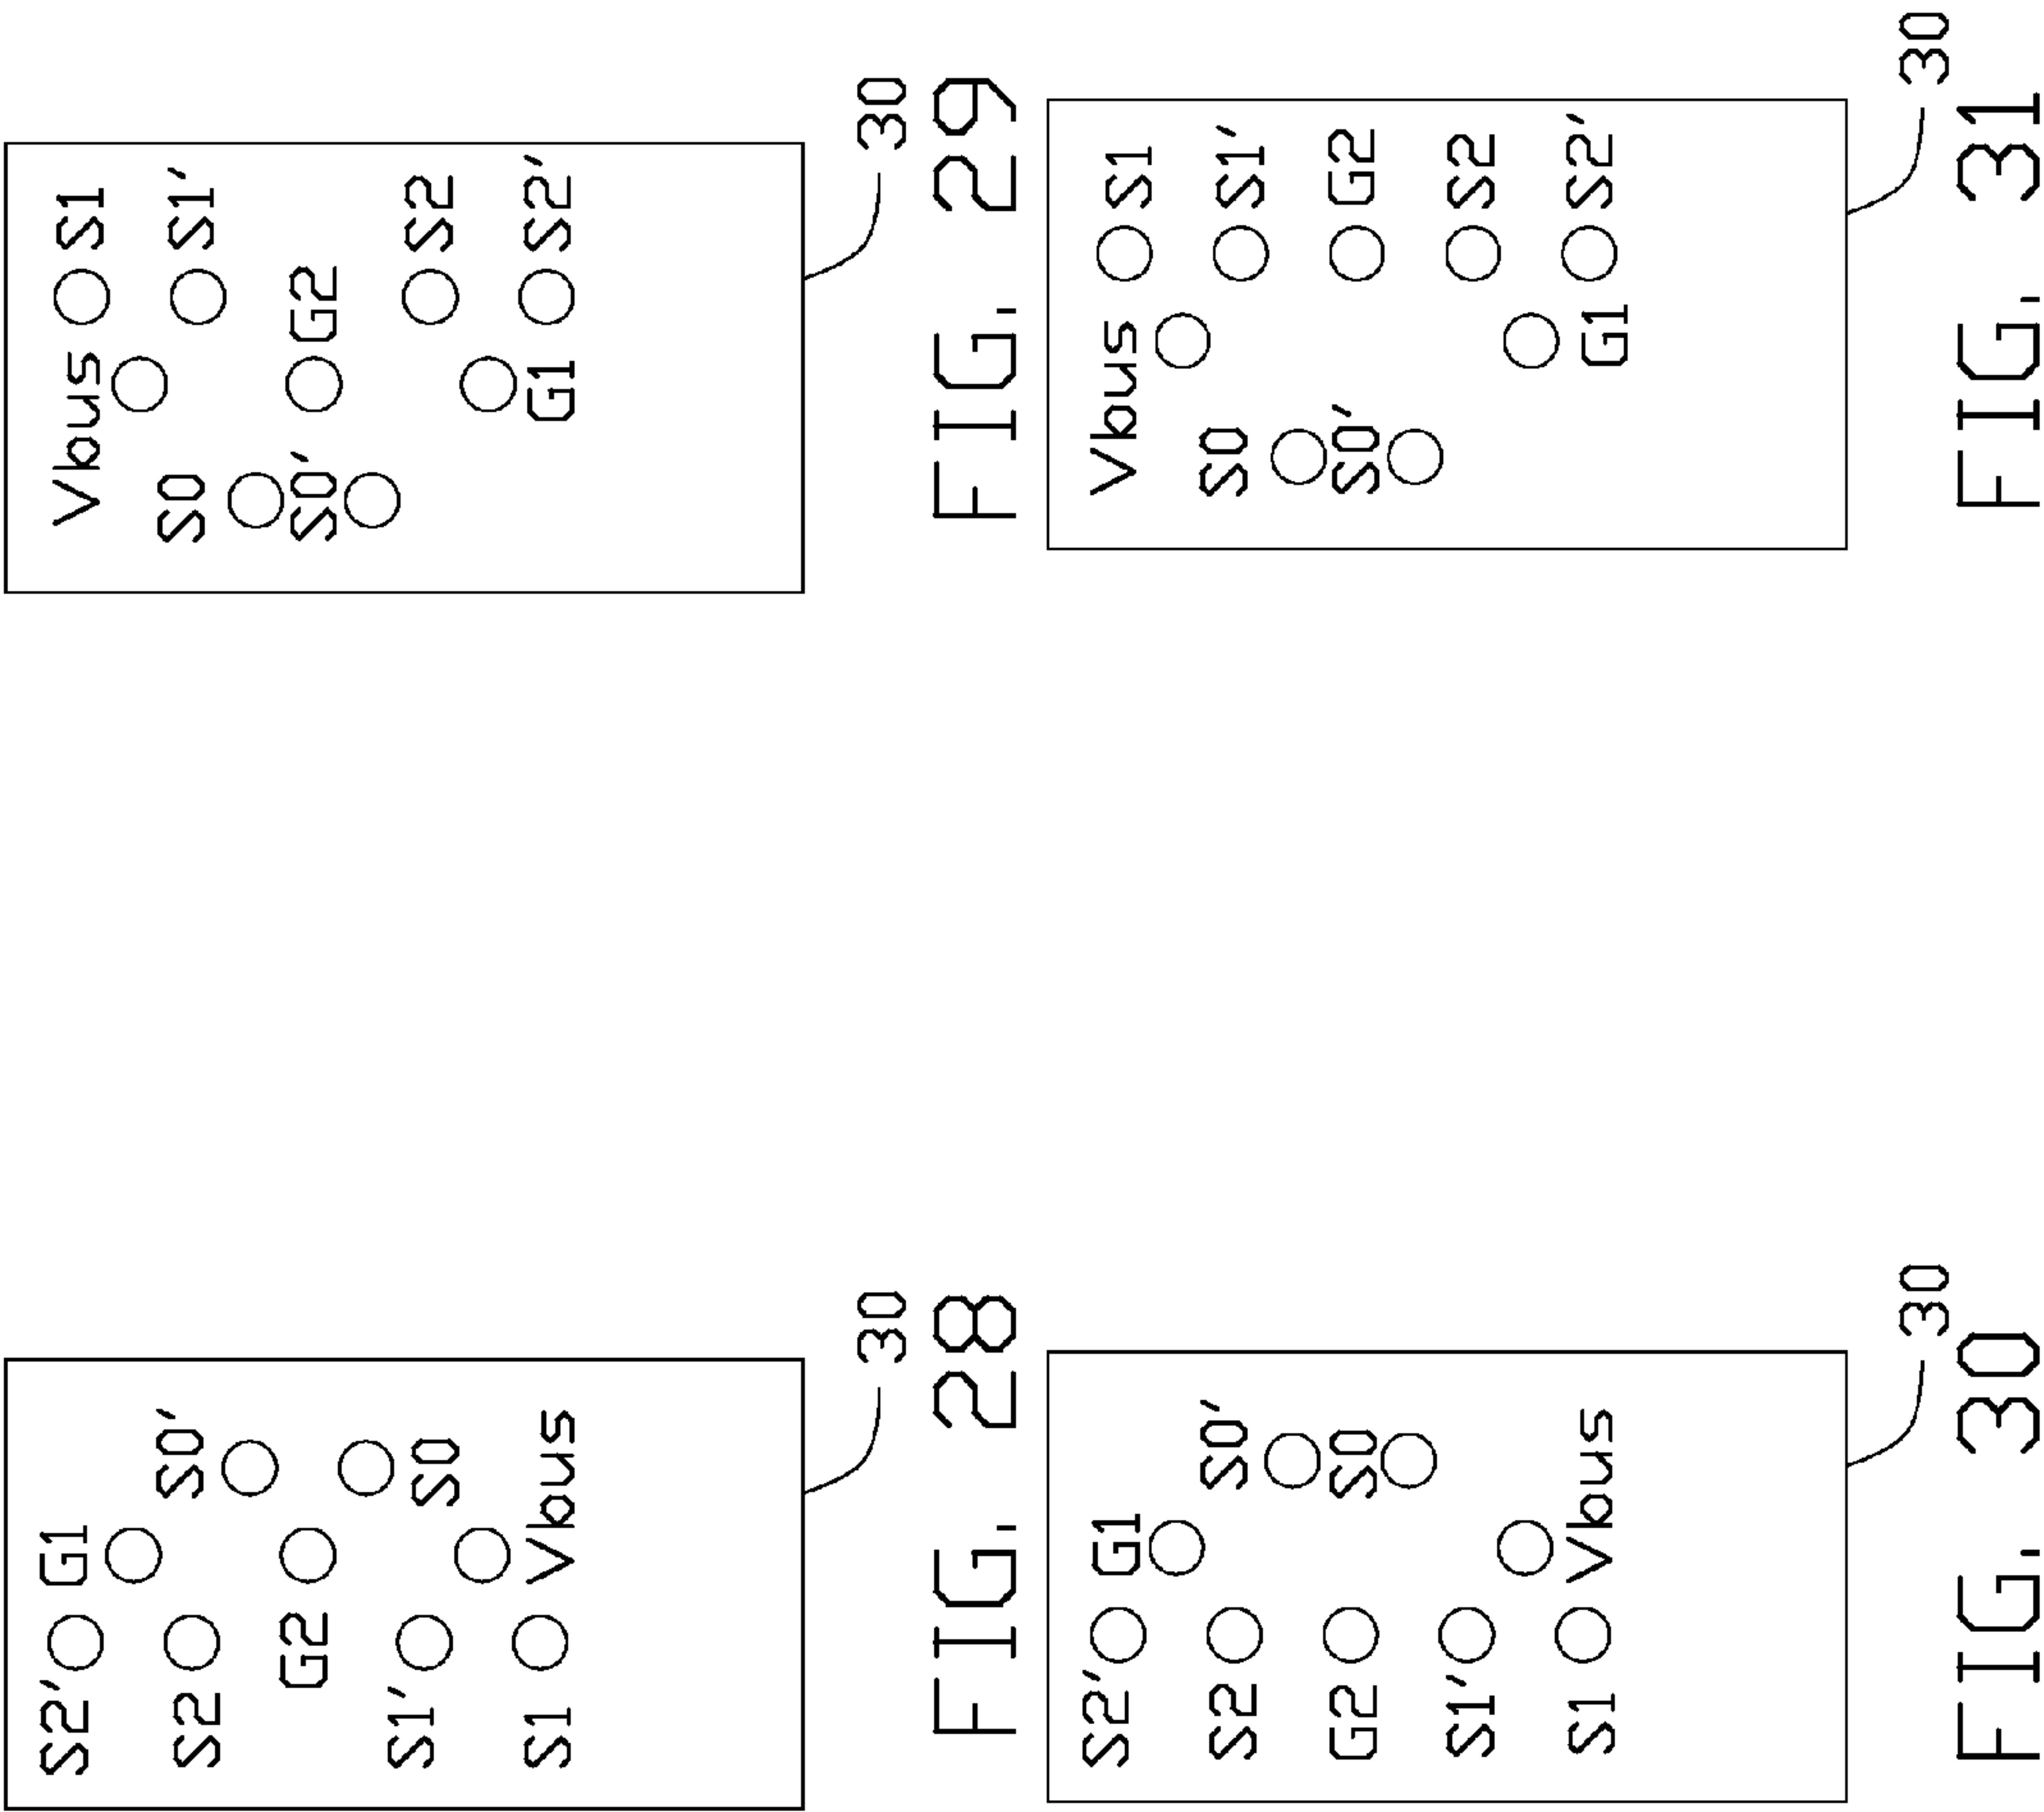 S2' G1
S2 S0'
G2
S1' S0
S1 Vbus
30
FIG. 28
Vbus S1
S0 S1'
S0' G2
S2
G1 S2'
30
FIG. 29
S2' G1
S2 S0'
G2 S0
S1'
S1 Vbus
30
FIG. 30
Vbus S1
S0 S1'
S0' G2
S2
G1 S2'
30
FIG. 31